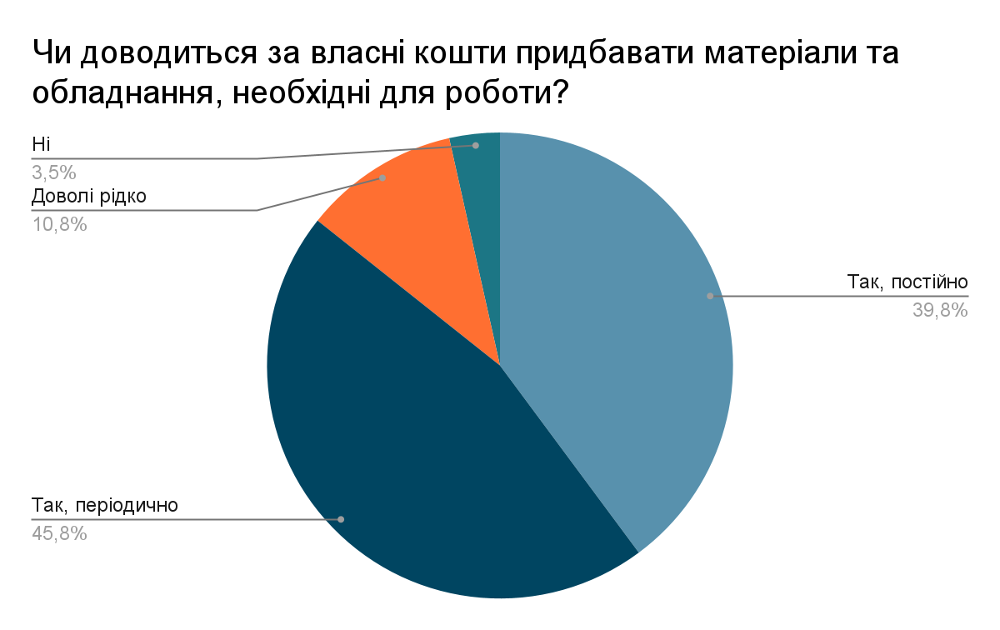 Чи доводиться за власні кошти придбавати матеріали та
обладнання, необхідні для роботи?
Ні
3,5%
Доволі рідко
10,8%
Так, постійно
39,8%
Так, періодично
45,8%